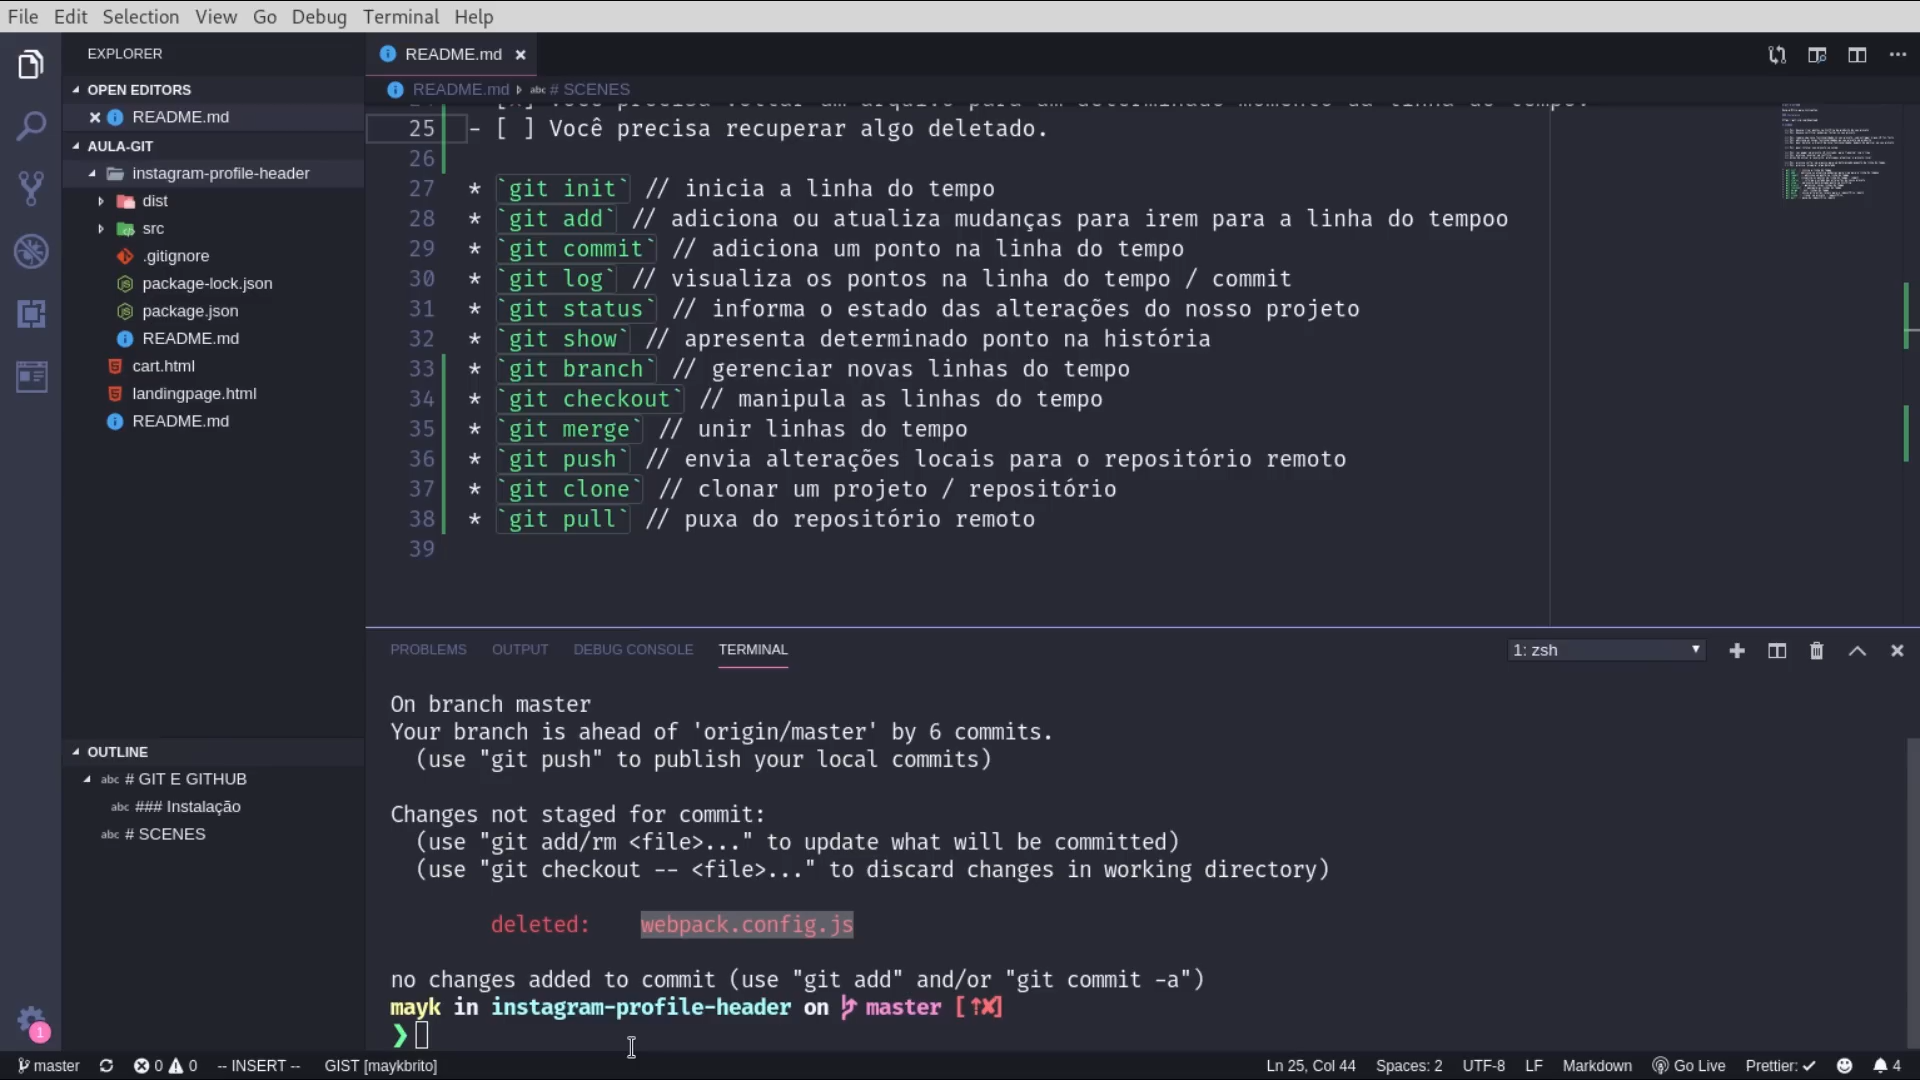 File Edit Selection View Go Debug Terminal Help
EXPLORER
OPEN EDITORS
README.md
AULA-GIT
instagram-profile-header
dist
src
.gitignore
package-lock.json
package.json
README.md
cart.html
landingpage.html
README.md
OUTLINE
abc # GIT E GITHUB
abc ### Instalação
abc # SCENES
README.md
README.md abc # SCENES
25 - [ ] Você precisa recuperar algo deletado.
26
27 * `git init` // inicia a linha do tempo
28 * `git add` // adiciona ou atualiza mudanças para irem para a linha do tempoo
29 * `git commit` // adiciona um ponto na linha do tempo
30 * `git log` // visualiza os pontos na linha do tempo / commit
31 * `git status` // informa o estado das alterações do nosso projeto
32 * `git show` // apresenta determinado ponto na história
33 * `git branch` // gerenciar novas linhas do tempo
34 * `git checkout` // manipula as linhas do tempo
35 * `git merge` // unir linhas do tempo
36 * `git push` // envia alterações locais para o repositório remoto
37 * `git clone` // clonar um projeto / repositório
38 * `git pull` // puxa do repositório remoto
39
PROBLEMS OUTPUT DEBUG CONSOLE TERMINAL 1: zsh
On branch master
Your branch is ahead of 'origin/master' by 6 commits.
(use "git push" to publish your local commits)
Changes not staged for commit:
(use "git add/rm <file>..." to update what will be committed)
(use "git checkout -- <file>..." to discard changes in working directory)
deleted: webpack.config.js
no changes added to commit (use "git add" and/or "git commit -a")
mayk in instagram-profile-header on master [⇡✘]
❯
1
master 0 0 -- INSERT -- GIST [maykbrito] Ln 25, Col 44 Spaces: 2 UTF-8 LF Markdown Go Live Prettier: ✓ 4